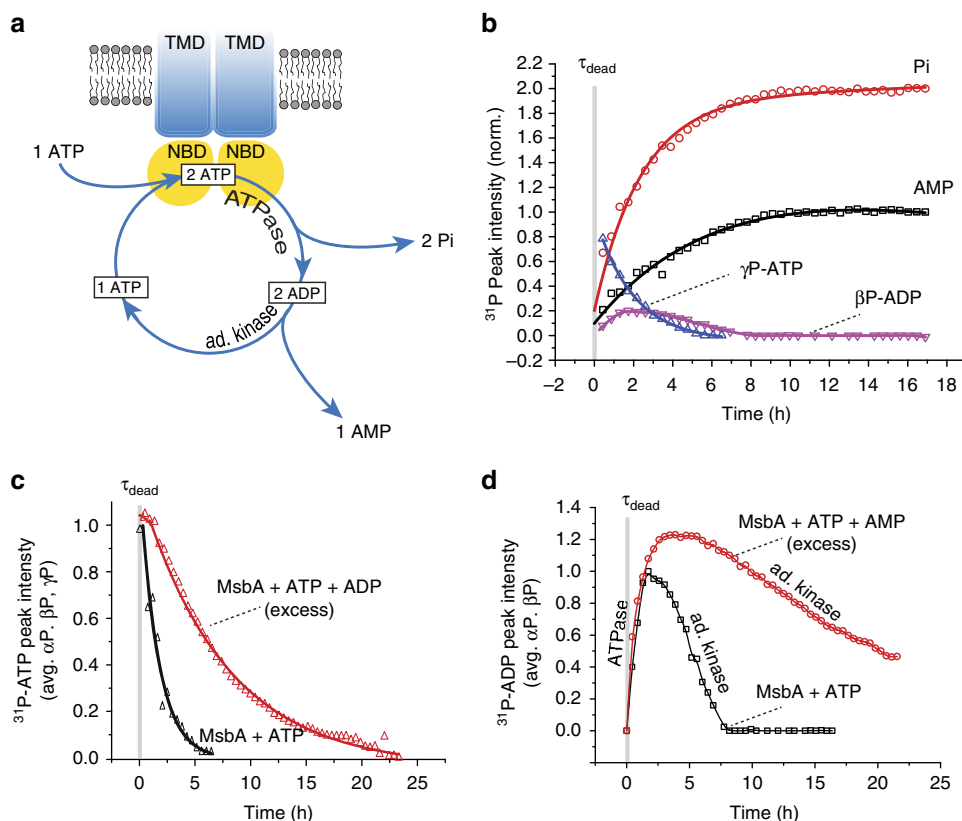 a
TMD TMD
NBD NBD
1 ATP
2 ATP
ATPase
2 Pi
1 ATP
2 ADP
ad. kinase
1 AMP
b
τdead
2.2
2.0
1.8
1.6
1.4
1.2
1.0
0.8
0.6
0.4
0.2
0.0
−0.2
31P Peak intensity (norm.)
Pi
AMP
γP-ATP
βP-ADP
−2 0 2 4 6 8 10 12 14 16 18
Time (h)
c
τdead
1.0
0.8
0.6
0.4
0.2
0
31P-ATP peak intensty
(avg. αP. βP, γP)
MsbA + ATP + ADP
(excess)
MsbA + ATP
0 5 10 15 20 25
Time (h)
d
τdead
1.4
1.2
1.0
0.8
0.6
0.4
0.2
0.0
31P-ADP peak intensity
(avg. αP. βP)
ATPase
MsbA + ATP + AMP
(excess)
ad. kinase
ad. kinase
MsbA + ATP
0 5 10 15 20 25
Time (h)